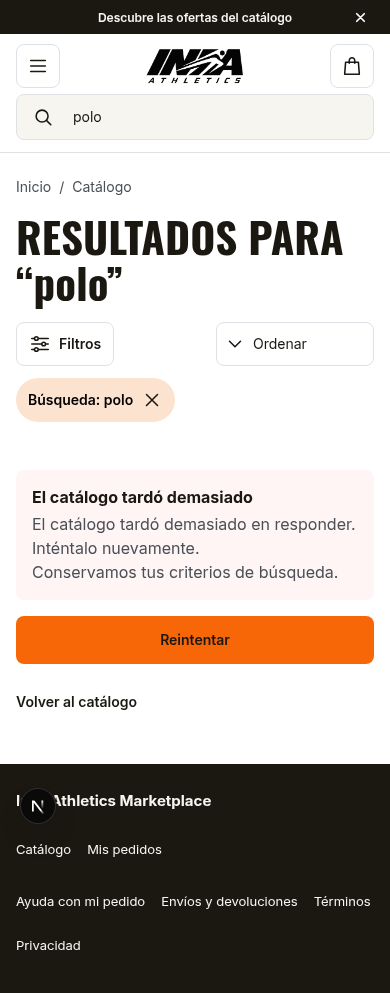 Descubre las ofertas del catálogo
INZA
ATHLETICS
polo
Inicio / Catálogo
RESULTADOS PARA
“polo”
Filtros
Ordenar
Búsqueda: polo
El catálogo tardó demasiado
El catálogo tardó demasiado en responder.
Inténtalo nuevamente.
Conservamos tus criterios de búsqueda.
Reintentar
Volver al catálogo
Athletics Marketplace
N
Catálogo Mis pedidos
Ayuda con mi pedido Envíos y devoluciones Términos
Privacidad